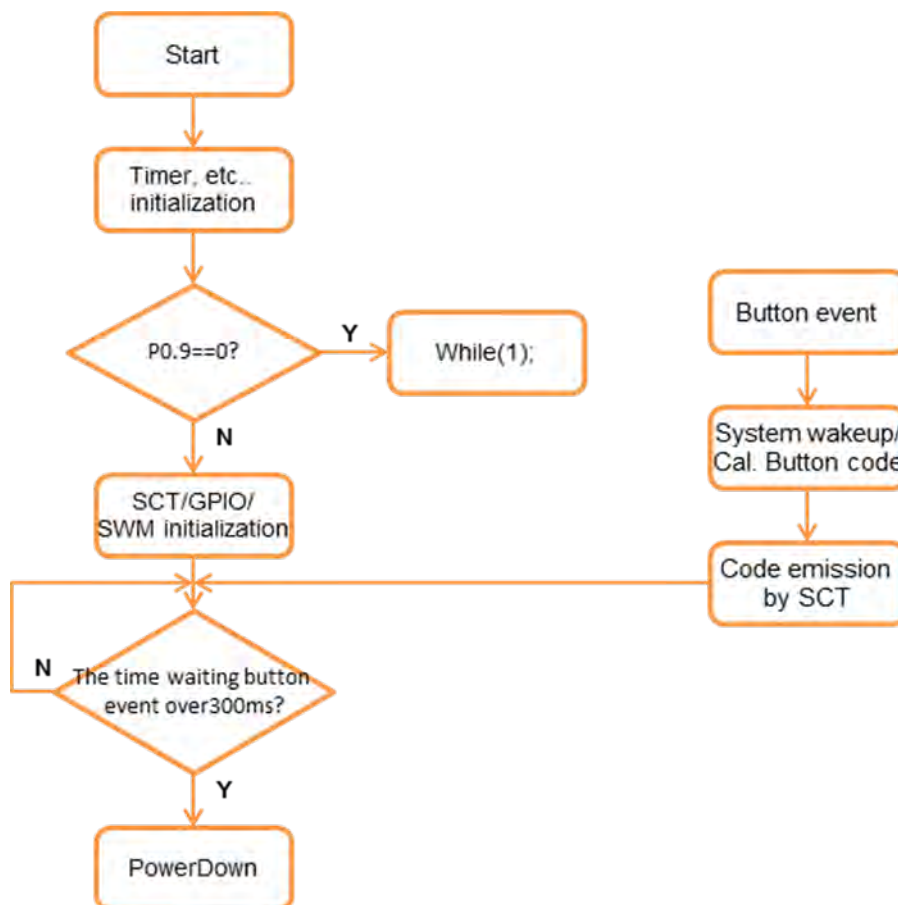 Start
Timer, etc..
initialization
P0.9==0?
Y
While(1);
N
SCT/GPIO/
SWM initialization
N
The time waiting button
event over300ms?
Y
PowerDown
Button event
System wakeup/
Cal. Button code
Code emission
by SCT